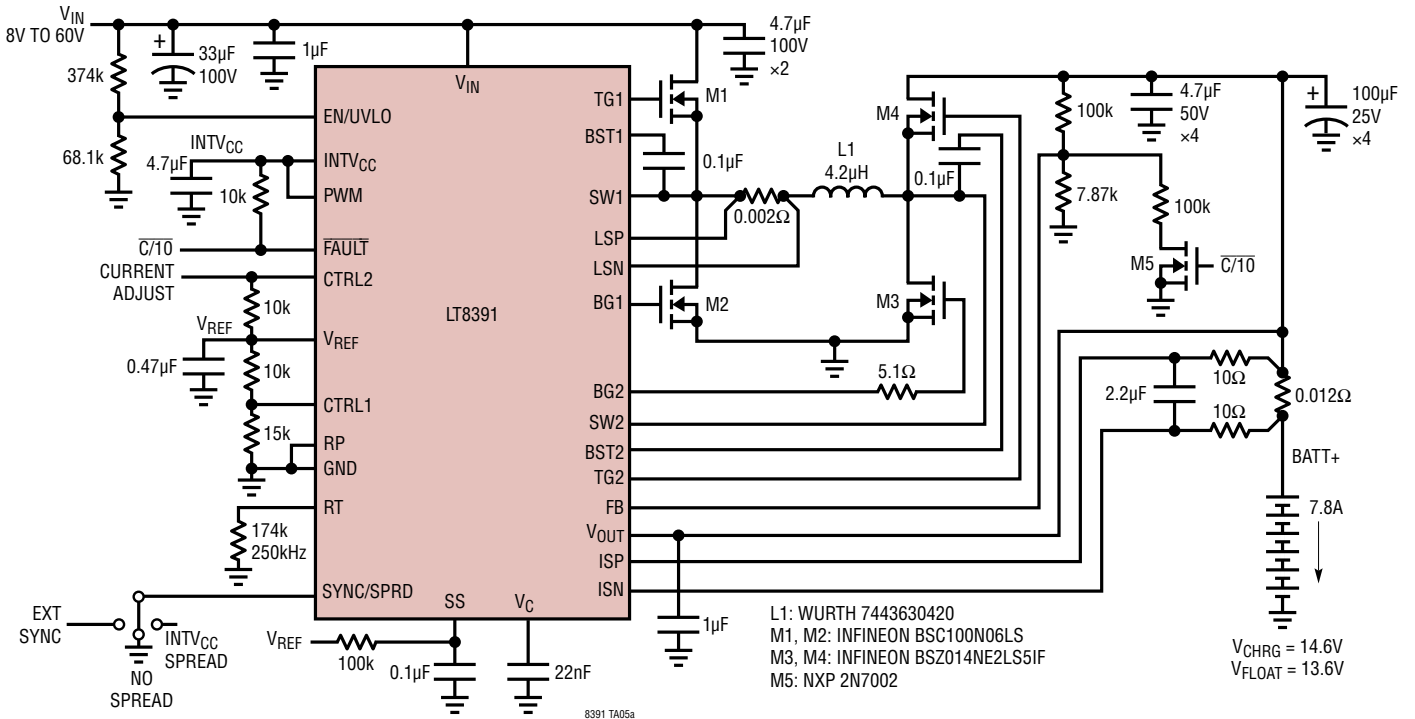 VIN
8V TO 60V
374k
33µF
100V
1µF
VIN
4.7µF
100V
×2
TG1
M1
BST1
0.1µF
EN/UVLO
68.1k
INTVCC
4.7µF
INTVCC
10k
PWM
C/10
FAULT
CURRENT
ADJUST
CTRL2
10k
VREF
VREF
0.47µF
10k
CTRL1
15k
RP
GND
RT
174k
250kHz
SYNC/SPRD
SS
VC
LT8391
SW1
0.002Ω
LSP
LSN
BG1
M2
L1
4.2µH
M4
0.1µF
M3
5.1Ω
BG2
SW2
BST2
TG2
FB
VOUT
ISP
ISN
100k
4.7µF
50V
×4
100µF
25V
×4
7.87k
100k
M5
C/10
10Ω
2.2µF
10Ω
0.012Ω
BATT+
7.8A
VCHRG = 14.6V
VFLOAT = 13.6V
EXT
SYNC
INTVCC
SPREAD
NO
SPREAD
VREF
100k
0.1µF
22nF
1µF
L1: WURTH 7443630420
M1, M2: INFINEON BSC100N06LS
M3, M4: INFINEON BSZ014NE2LS5IF
M5: NXP 2N7002
8391 TA05a